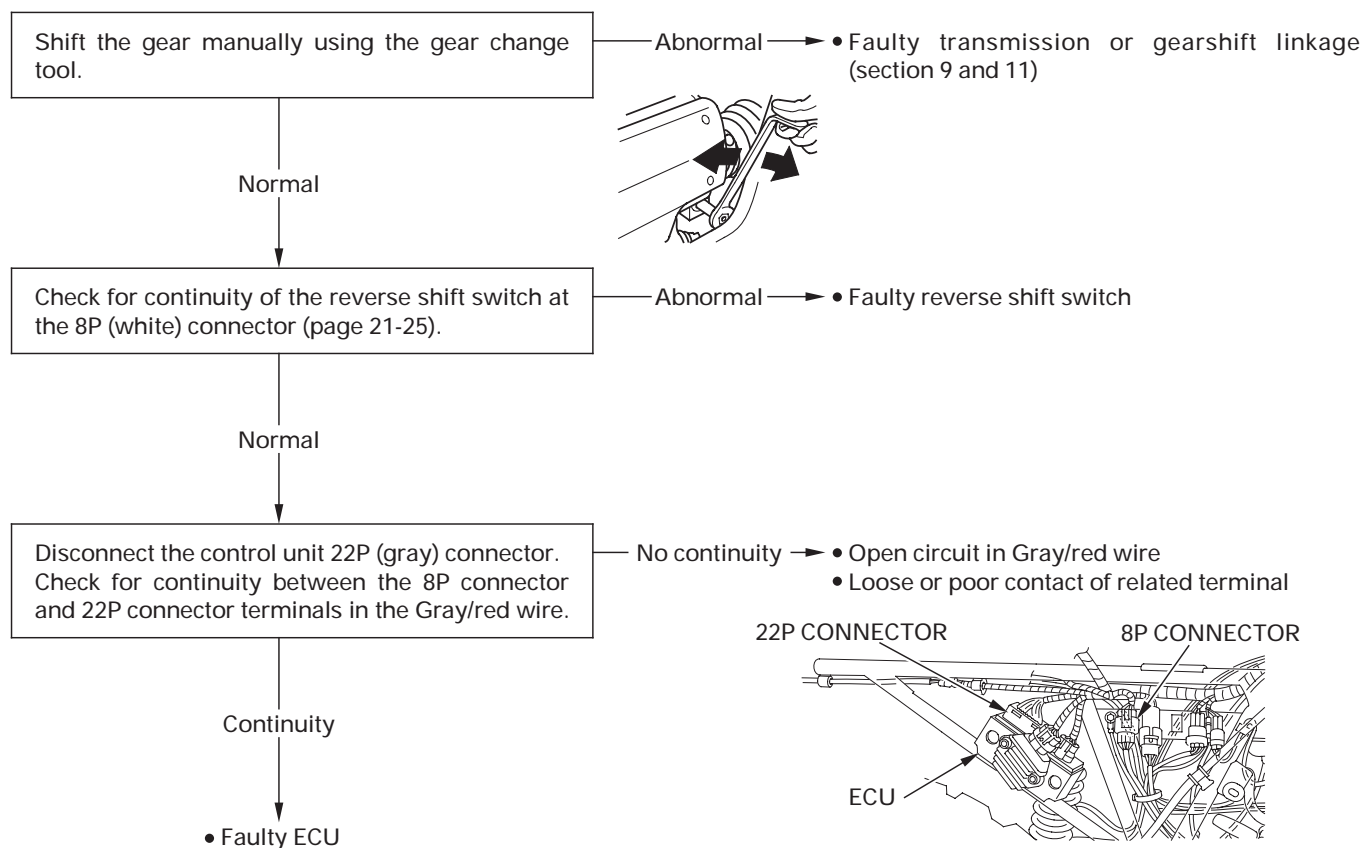 Shift the gear manually using the gear change
tool.
Abnormal
• Faulty transmission or gearshift linkage
(section 9 and 11)
Normal
Check for continuity of the reverse shift switch at
the 8P (white) connector (page 21-25).
Abnormal
• Faulty reverse shift switch
Normal
Disconnect the control unit 22P (gray) connector.
Check for continuity between the 8P connector
and 22P connector terminals in the Gray/red wire.
No continuity
• Open circuit in Gray/red wire
• Loose or poor contact of related terminal
22P CONNECTOR
8P CONNECTOR
ECU
Continuity
• Faulty ECU